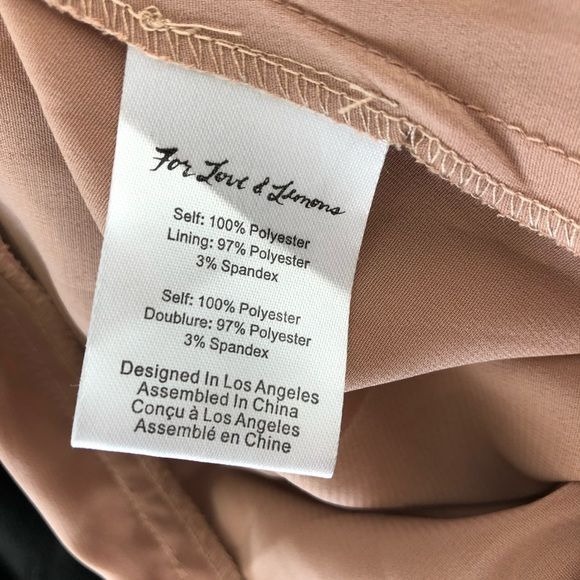 For Love & Lemons
Self: 100% Polyester
Lining: 97% Polyester
3% Spandex
Self: 100% Polyester
Doublure: 97% Polyester
3% Spandex
Designed In Los Angeles
Assembled In China
Conçu à Los Angeles
Assemblé en Chine